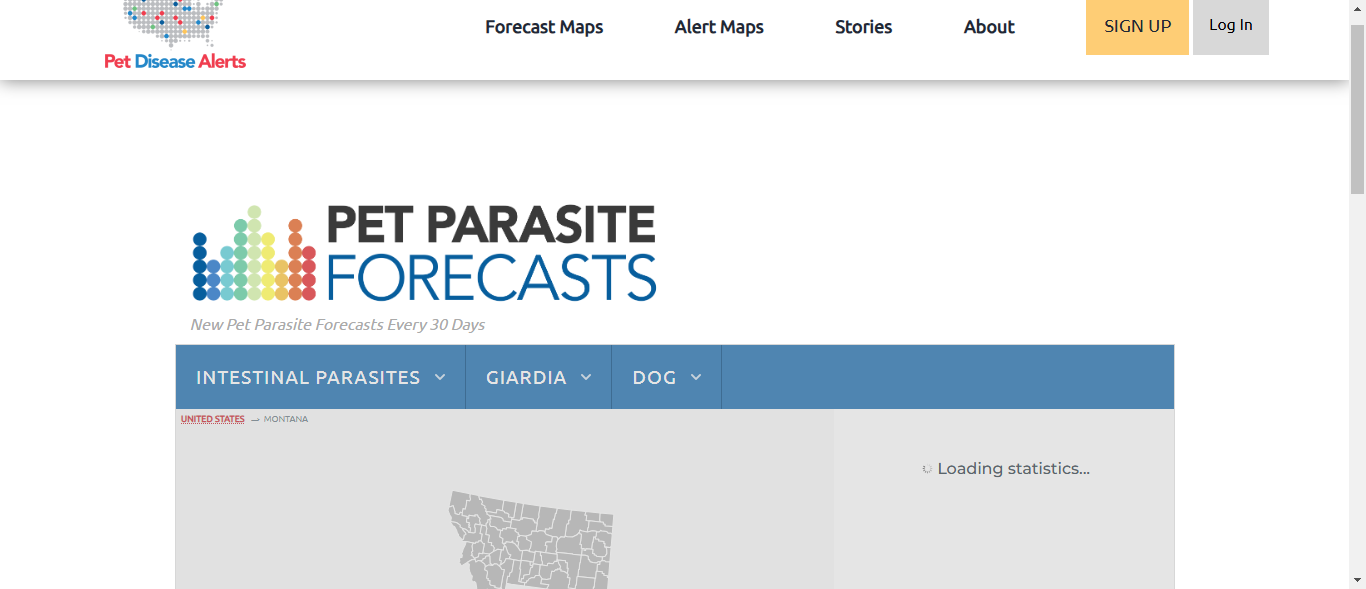 Forecast Maps
Alert Maps
Stories
About
SIGN UP
Log In
Pet Disease Alerts
PET PARASITE
FORECASTS
New Pet Parasite Forecasts Every 30 Days
INTESTINAL PARASITES
GIARDIA
DOG
UNITED STATES → MONTANA
Loading statistics...